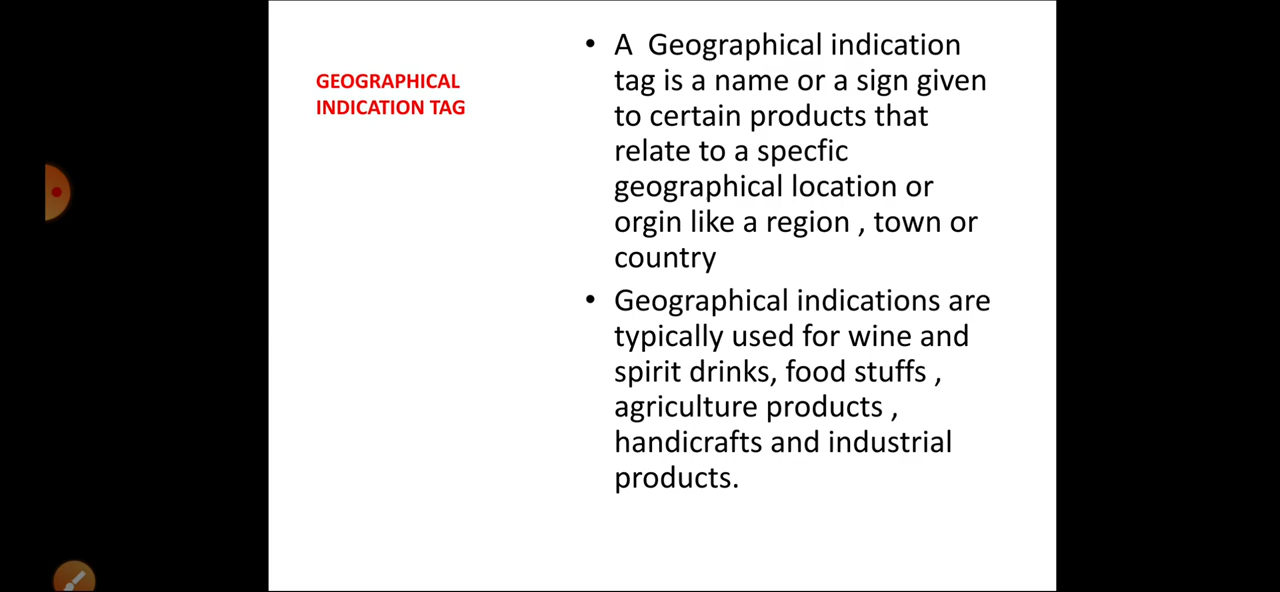 GEOGRAPHICAL
INDICATION TAG
• A Geographical indication
tag is a name or a sign given
to certain products that
relate to a specfic
geographical location or
orgin like a region , town or
country
• Geographical indications are
typically used for wine and
spirit drinks, food stuffs ,
agriculture products ,
handicrafts and industrial
products.